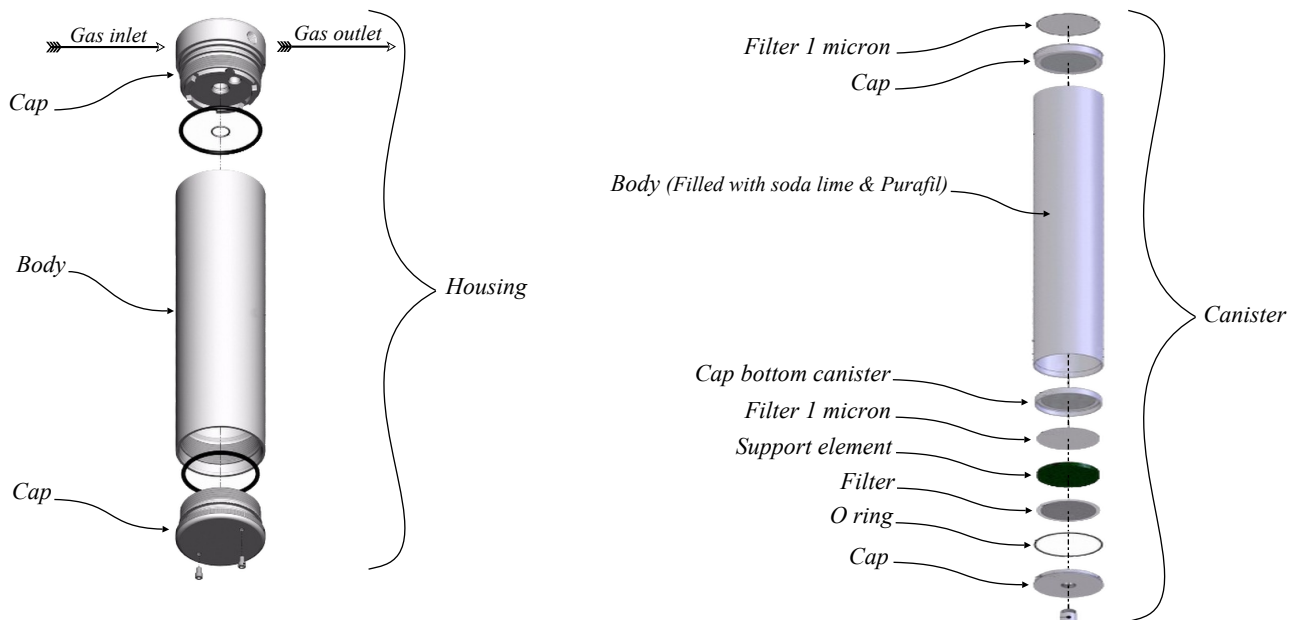 Gas inlet
Gas outlet
Cap
Body
Housing
Cap
Filter 1 micron
Cap
Body (Filled with soda lime & Purafil)
Canister
Cap bottom canister
Filter 1 micron
Support element
Filter
O ring
Cap